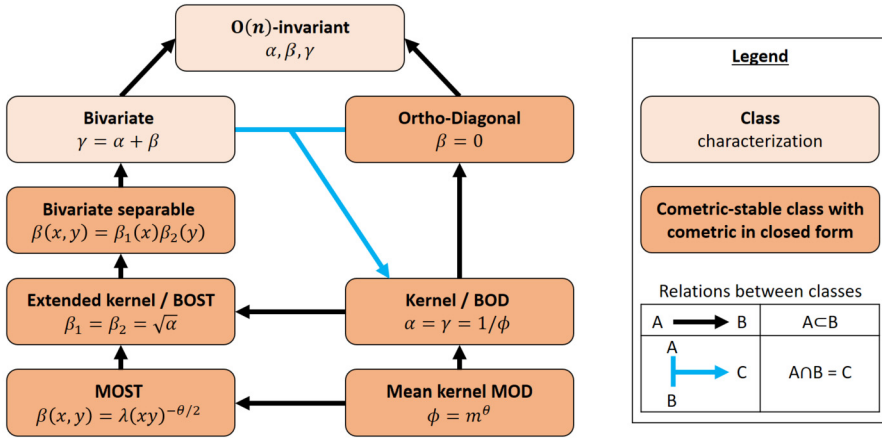 O(n)-invariant
α, β, γ
Bivariate
γ = α + β
Ortho-Diagonal
β = 0
Bivariate separable
β(x, y) = β₁(x)β₂(y)
Extended kernel / BOST
β₁ = β₂ = √α
Kernel / BOD
α = γ = 1/ϕ
MOST
β(x, y) = λ(xy)^{−θ/2}
Mean kernel MOD
ϕ = m^θ
Legend
Class
characterization
Cometric-stable class with
cometric in closed form
Relations between classes
A B A⊂B
A
C A∩B = C
B